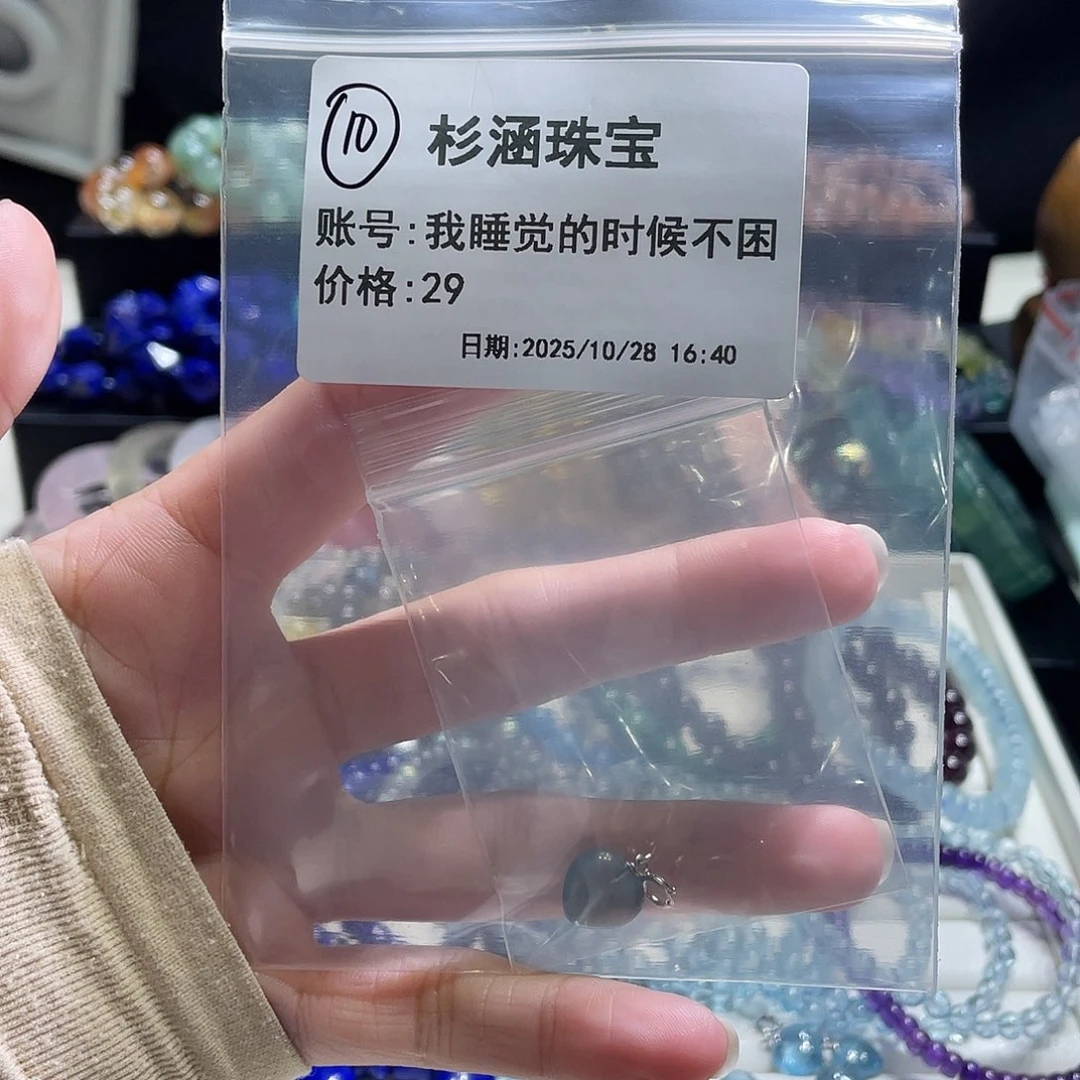 ⑩ 杉涵珠宝
账号:我睡觉的时候不困
价格:29
日期:2025/10/28 16:40